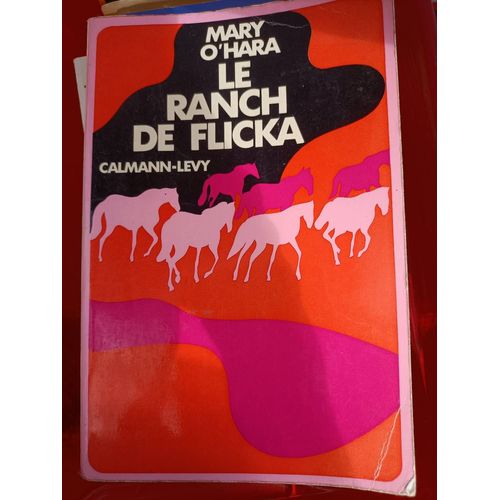 MARY
O'HARA
LE
RANCH
DE FLICKA
CALMANN-LEVY